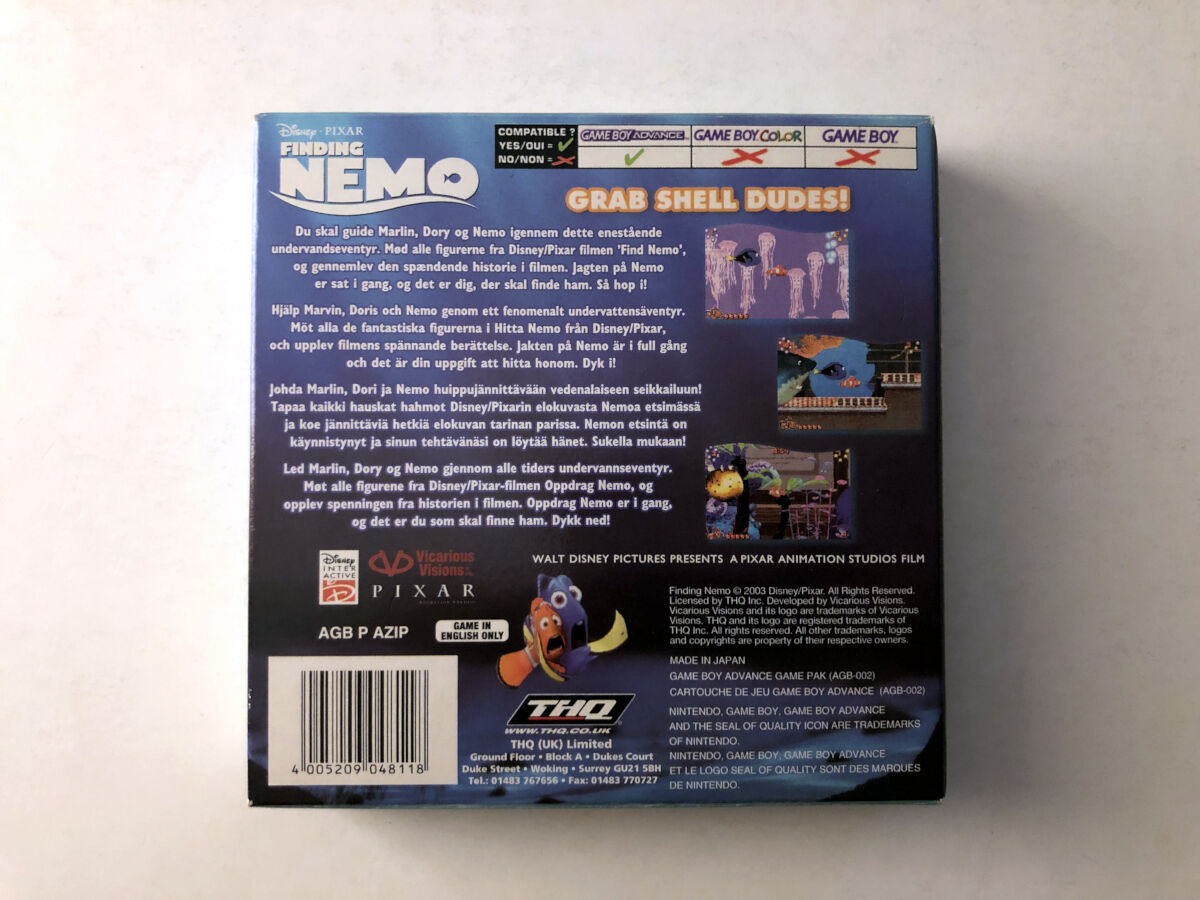 Disney · PIXAR
FINDING
NEMO
COMPATIBLE ?
YES/OUI =
NO/NON =
GAME BOY ADVANCE™
GAME BOY COLOR
GAME BOY™
GRAB SHELL DUDES!
Du skal guide Marlin, Dory og Nemo igennem dette enestående
undervandseventyr. Mød alle figurerne fra Disney/Pixar filmen 'Find Nemo',
og gennemlev den spændende historie i filmen. Jagten på Nemo
er sat i gang, og det er dig, der skal finde ham. Så hop i!
Hjälp Marvin, Doris och Nemo genom ett fenomenalt undervattensäventyr.
Möt alla de fantastiska figurerna i Hitta Nemo från Disney/Pixar,
och upplev filmens spännande berättelse. Jakten på Nemo är i full gång
och det är din uppgift att hitta honom. Dyk i!
Johda Marlin, Dori ja Nemo huippujännittävään vedenalaiseen seikkailuun!
Tapaa kaikki hauskat hahmot Disney/Pixarin elokuvasta Nemoa etsimässä
ja koe jännittäviä hetkiä elokuvan tarinan parissa. Nemon etsintä on
käynnistynyt ja sinun tehtävänäsi on löytää hänet. Sukella mukaan!
Led Marlin, Dory og Nemo gjennom alle tiders undervannseventyr.
Møt alle figurene fra Disney/Pixar-filmen Oppdrag Nemo, og
opplev spenningen fra historien i filmen. Oppdrag Nemo er i gang,
og det er du som skal finne ham. Dykk ned!
WALT DISNEY PICTURES PRESENTS A PIXAR ANIMATION STUDIOS FILM
Disney
INTER
ACTIVE
Vicarious
Visions
PIXAR
ANIMATION STUDIOS
AGB P AZIP
GAME IN
ENGLISH ONLY
Finding Nemo © 2003 Disney/Pixar. All Rights Reserved.
Licensed by THQ Inc. Developed by Vicarious Visions.
Vicarious Visions and its logo are trademarks of Vicarious
Visions. THQ and its logo are registered trademarks of
THQ Inc. All rights reserved. All other trademarks, logos
and copyrights are property of their respective owners.
MADE IN JAPAN
GAME BOY ADVANCE GAME PAK (AGB-002)
CARTOUCHE DE JEU GAME BOY ADVANCE (AGB-002)
NINTENDO, GAME BOY, GAME BOY ADVANCE
AND THE SEAL OF QUALITY ICON ARE TRADEMARKS
OF NINTENDO.
NINTENDO, GAME BOY, GAME BOY ADVANCE
ET LE LOGO SEAL OF QUALITY SONT DES MARQUES
DE NINTENDO.
THQ®
WWW.THQ.CO.UK
THQ (UK) Limited
Ground Floor • Block A • Dukes Court
Duke Street • Woking • Surrey GU21 5BH
Tel.: 01483 767656 • Fax: 01483 770727
4 005209 048118